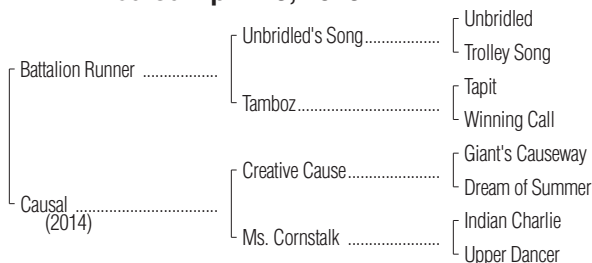 Unbridled
Unbridled's Song..................
Trolley Song
Battalion Runner ..................
Tapit
Tamboz..................................
Winning Call
Giant's Causeway
Creative Cause......................
Dream of Summer
Causal ..................................
(2014)
Indian Charlie
Ms. Cornstalk ......................
Upper Dancer